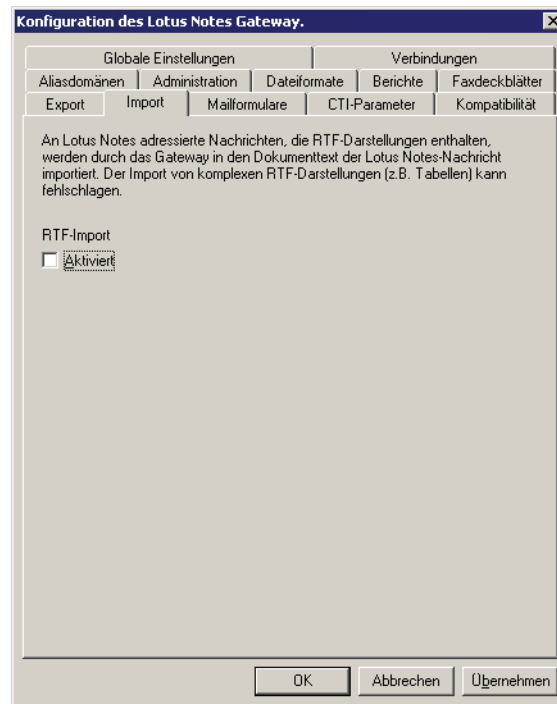 Konfiguration des Lotus Notes Gateway.
Globale Einstellungen
Verbindungen
Aliasdomänen
Administration
Dateiformate
Berichte
Faxdeckblätter
Export
Import
Mailformulare
CTI-Parameter
Kompatibilität
An Lotus Notes adressierte Nachrichten, die RTF-Darstellungen enthalten,
werden durch das Gateway in den Dokumenttext der Lotus Notes-Nachricht
importiert. Der Import von komplexen RTF-Darstellungen (z.B. Tabellen) kann
fehlschlagen.
RTF-Import
Aktiviert
OK
Abbrechen
Übernehmen